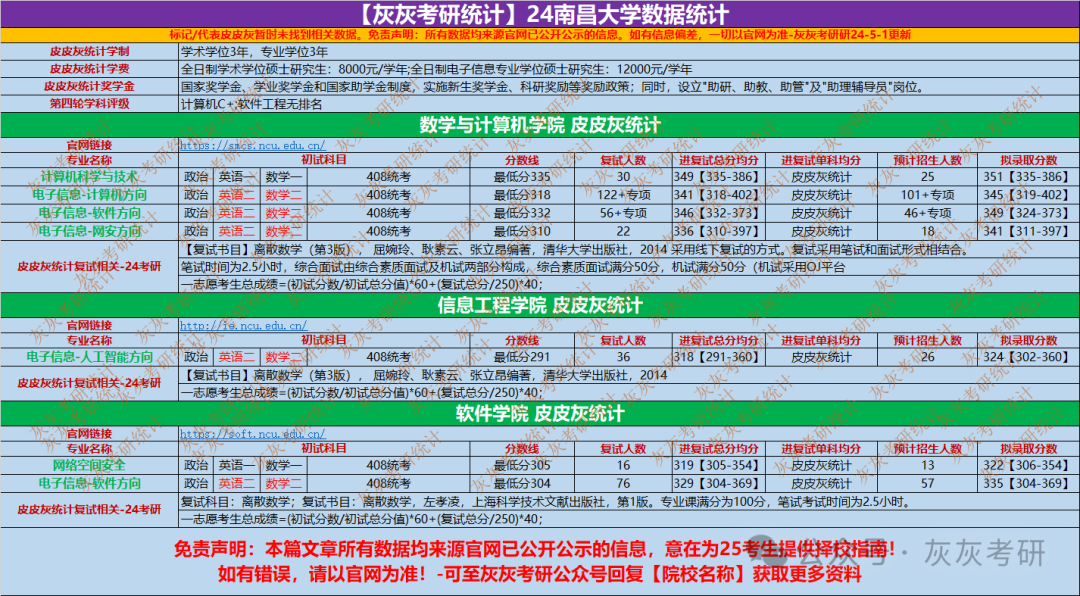 【灰灰考研统计】24南昌大学数据统计
标记/代表皮皮灰暂时未找到相关数据。免责声明：所有数据均来源官网已公开公示的信息。如有信息偏差，一切以官网为准-灰灰考研研24-5-1更新
皮皮灰统计学制 学术学位3年，专业学位3年
皮皮灰统计学费 全日制学术学位硕士研究生：8000元/学年;全日制电子信息专业学位硕士研究生：12000元/学年
皮皮灰统计奖学金 国家奖学金、学业奖学金和国家助学金制度，实施新生奖学金、科研奖励等奖励政策；同时，设立"助研、助教、助管"及"助理辅导员"岗位。
第四轮学科评级 计算机C+;软件工程无排名
数学与计算机学院 皮皮灰统计
官网链接 https://smcs.ncu.edu.cn/
专业名称 初试科目 分数线 复试人数 进复试总分均分 进复试单科均分 预计招生人数 拟录取分数
计算机科学与技术 政治 英语一 数学一 408统考 最低分335 30 349【335-386】 皮皮灰统计 25 351【335-386】
电子信息-计算机方向 政治 英语二 数学二 408统考 最低分318 122+专项 341【318-402】 皮皮灰统计 101+专项 345【319-402】
电子信息-软件方向 政治 英语二 数学二 408统考 最低分332 56+专项 346【332-373】 皮皮灰统计 46+专项 349【324-373】
电子信息-网安方向 政治 英语二 数学二 408统考 最低分310 22 336【310-397】 皮皮灰统计 18 341【311-397】
皮皮灰统计复试相关-24考研
【复试书目】离散数学（第3版），屈婉玲、耿素云、张立昂编著，清华大学出版社，2014 采用线下复试的方式。复试采用笔试和面试形式相结合。
笔试时间为2.5小时，综合面试由综合素质面试及机试两部分构成，综合素质面试满分50分，机试满分50分（机试采用OJ平台
一志愿考生总成绩=(初试分数/初试总分值)*60+(复试总分/250)*40；
信息工程学院 皮皮灰统计
官网链接 http://ie.ncu.edu.cn/
专业名称 初试科目 分数线 复试人数 进复试总分均分 进复试单科均分 预计招生人数 拟录取分数
电子信息-人工智能方向 政治 英语二 数学二 408统考 最低分291 36 318【291-360】 皮皮灰统计 26 324【302-360】
皮皮灰统计复试相关-24考研
【复试书目】离散数学（第3版），屈婉玲、耿素云、张立昂编著，清华大学出版社，2014
一志愿考生总成绩=(初试分数/初试总分值)*60+(复试总分/250)*40；
软件学院 皮皮灰统计
官网链接 https://soft.ncu.edu.cn/
专业名称 初试科目 分数线 复试人数 进复试总分均分 进复试单科均分 预计招生人数 拟录取分数
网络空间安全 政治 英语一 数学一 408统考 最低分305 16 319【305-354】 皮皮灰统计 13 322【306-354】
电子信息-软件方向 政治 英语二 数学二 408统考 最低分304 76 329【304-369】 皮皮灰统计 57 335【304-369】
皮皮灰统计复试相关-24考研
复试科目：离散数学；复试书目：离散数学，左孝凌，上海科学技术文献出版社，第1版。专业课满分为100分，笔试考试时间为2.5小时。
一志愿考生总成绩=(初试分数/初试总分值)*60+(复试总分/250)*40；
免责声明：本篇文章所有数据均来源官网已公开公示的信息，意在为25考生提供择校指南！
如有错误，请以官网为准！-可至灰灰考研公众号回复【院校名称】获取更多资料
公众号·灰灰考研